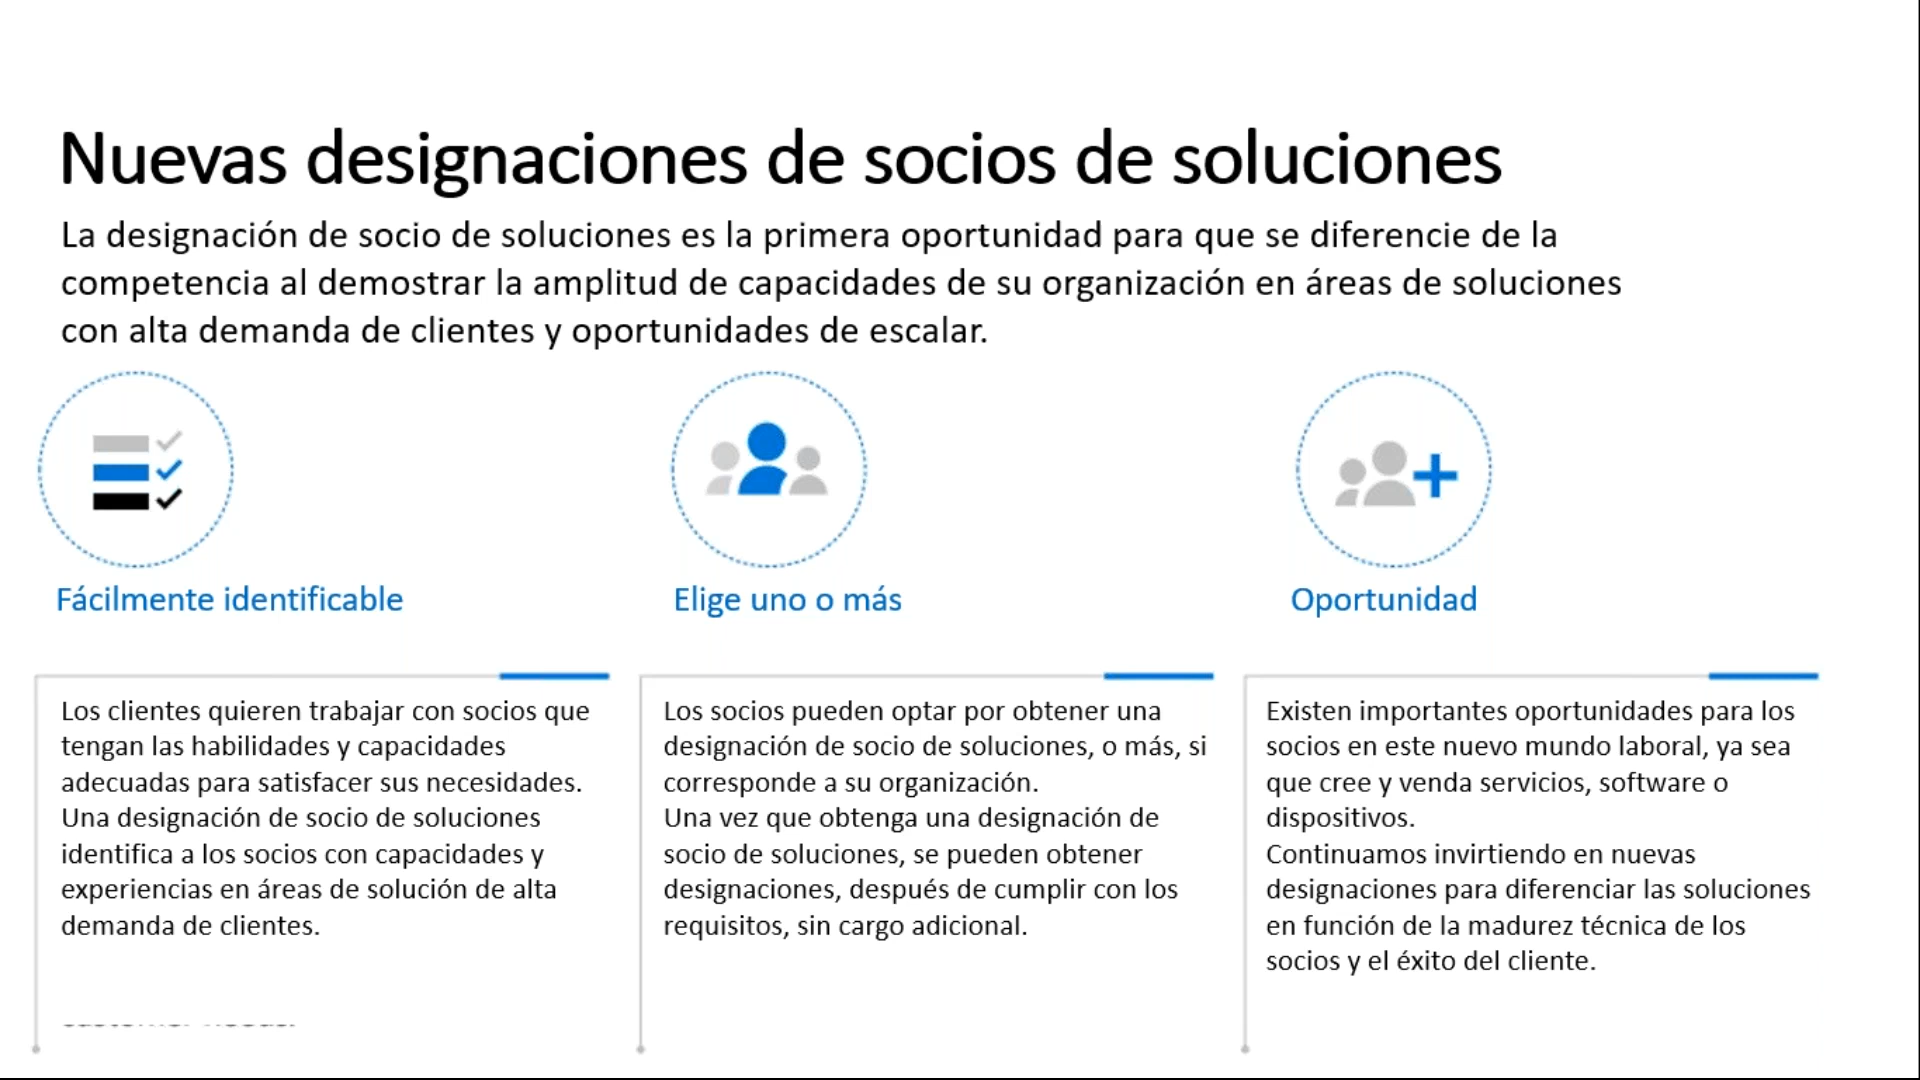 Nuevas designaciones de socios de soluciones
La designación de socio de soluciones es la primera oportunidad para que se diferencie de la
competencia al demostrar la amplitud de capacidades de su organización en áreas de soluciones
con alta demanda de clientes y oportunidades de escalar.
Fácilmente identificable
Los clientes quieren trabajar con socios que
tengan las habilidades y capacidades
adecuadas para satisfacer sus necesidades.
Una designación de socio de soluciones
identifica a los socios con capacidades y
experiencias en áreas de solución de alta
demanda de clientes.
Elige uno o más
Los socios pueden optar por obtener una
designación de socio de soluciones, o más, si
corresponde a su organización.
Una vez que obtenga una designación de
socio de soluciones, se pueden obtener
designaciones, después de cumplir con los
requisitos, sin cargo adicional.
Oportunidad
Existen importantes oportunidades para los
socios en este nuevo mundo laboral, ya sea
que cree y venda servicios, software o
dispositivos.
Continuamos invirtiendo en nuevas
designaciones para diferenciar las soluciones
en función de la madurez técnica de los
socios y el éxito del cliente.